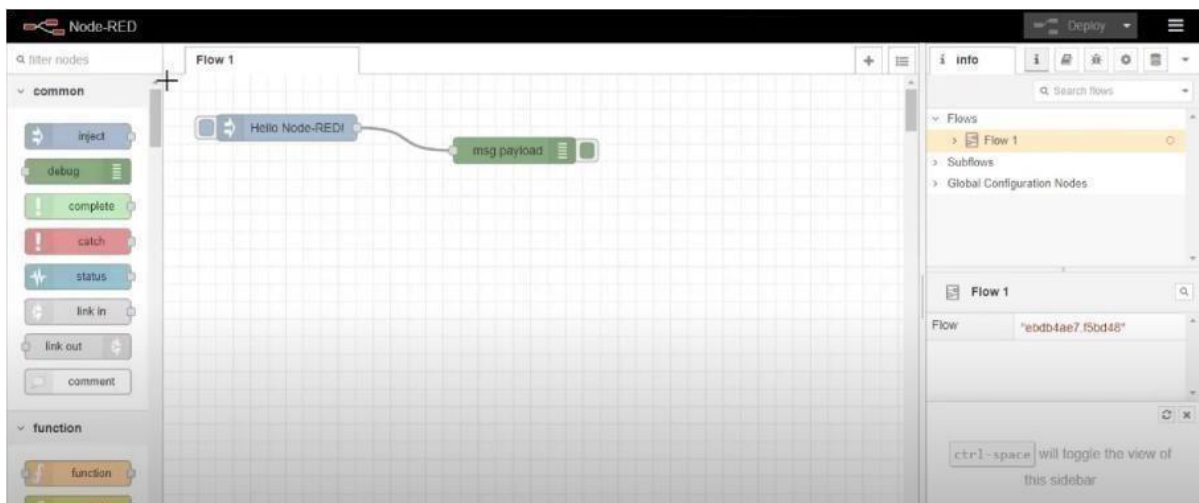 Node-RED
Deploy
filter nodes
Flow 1
info
common
Search flows
inject
Hello Node-RED!
Flows
Flow 1
debug
msg payload
Subflows
Global Configuration Nodes
complete
catch
status
link in
Flow 1
link out
Flow "ebdb4ae7.f5bd48"
comment
function
ctrl-space will toggle the view of
this sidebar
function